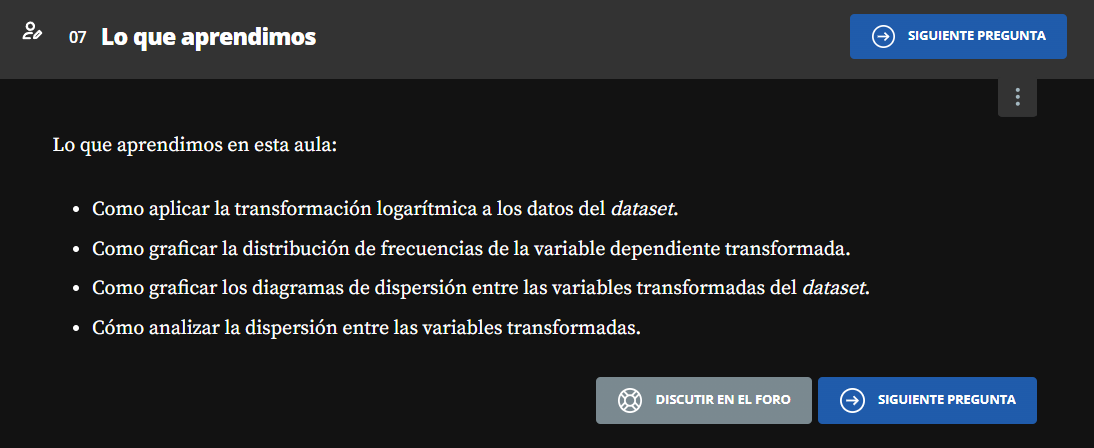 07 Lo que aprendimos
SIGUIENTE PREGUNTA
Lo que aprendimos en esta aula:
• Como aplicar la transformación logarítmica a los datos del dataset.
• Como graficar la distribución de frecuencias de la variable dependiente transformada.
• Como graficar los diagramas de dispersión entre las variables transformadas del dataset.
• Cómo analizar la dispersión entre las variables transformadas.
DISCUTIR EN EL FORO
SIGUIENTE PREGUNTA